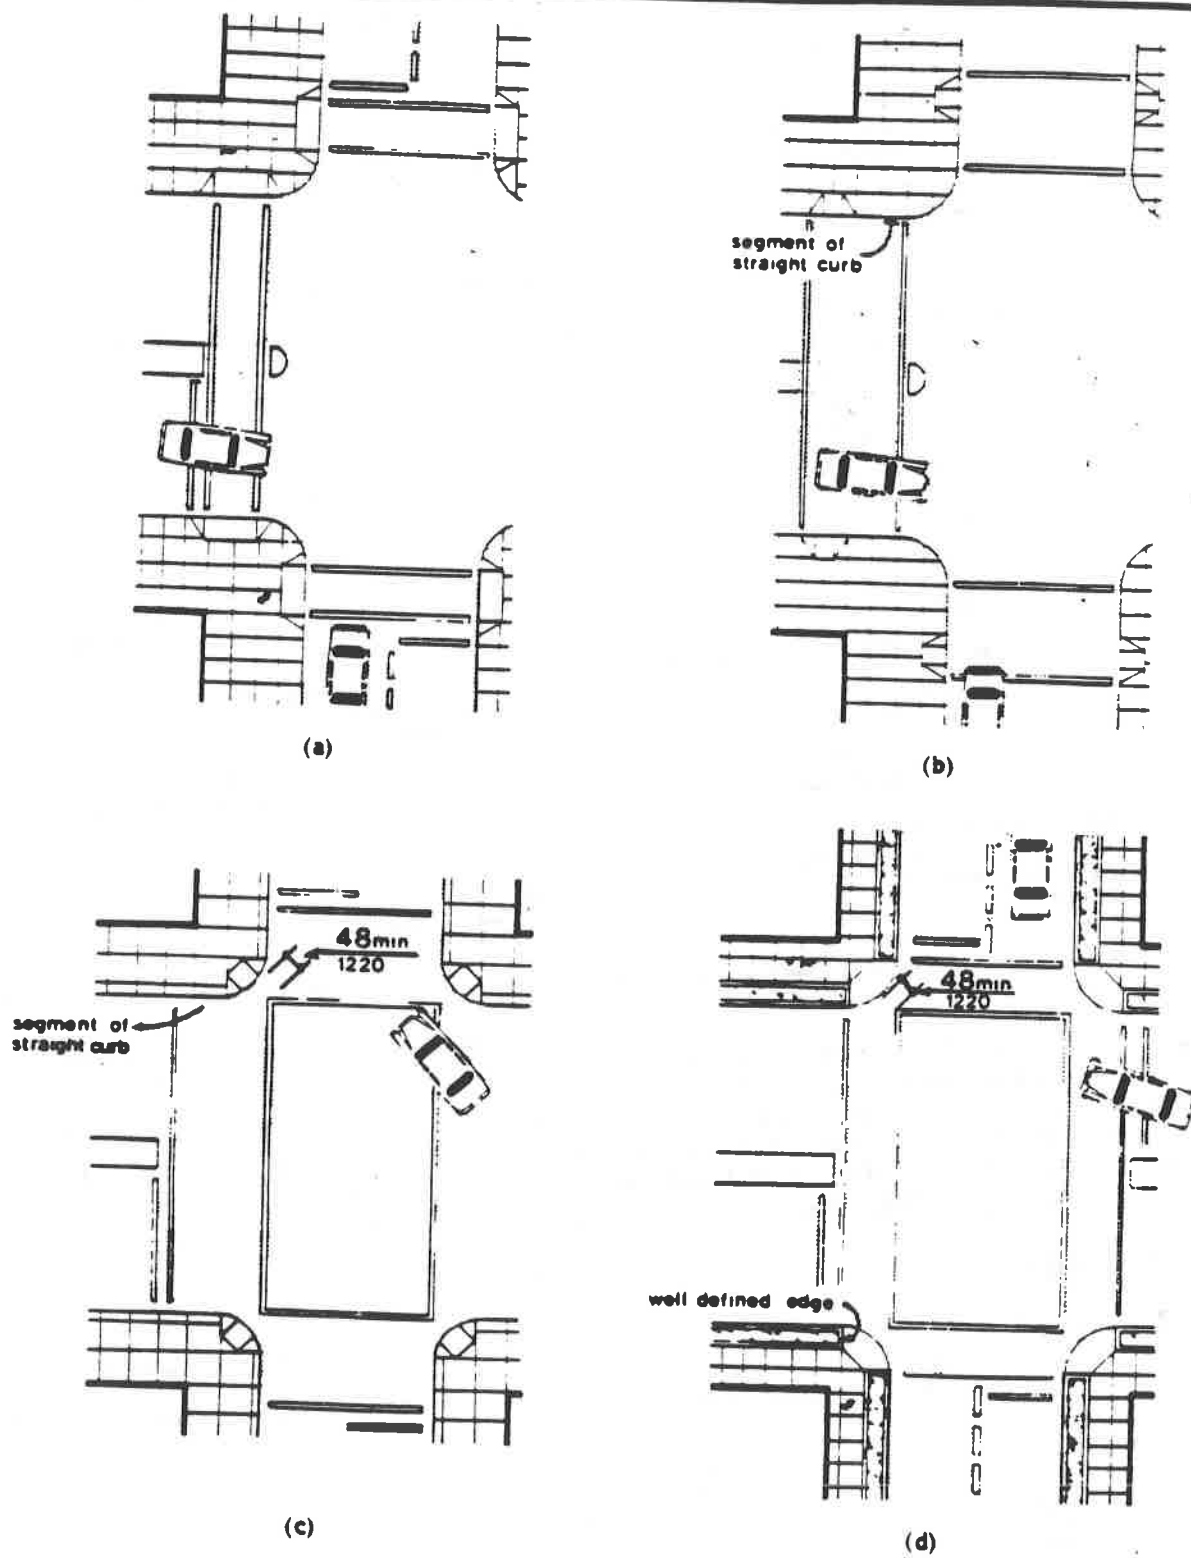 segment of
straight curb
(a)
(b)
48min
1220
segment of
straight curb
48min
1220
well defined edge
(c)
(d)